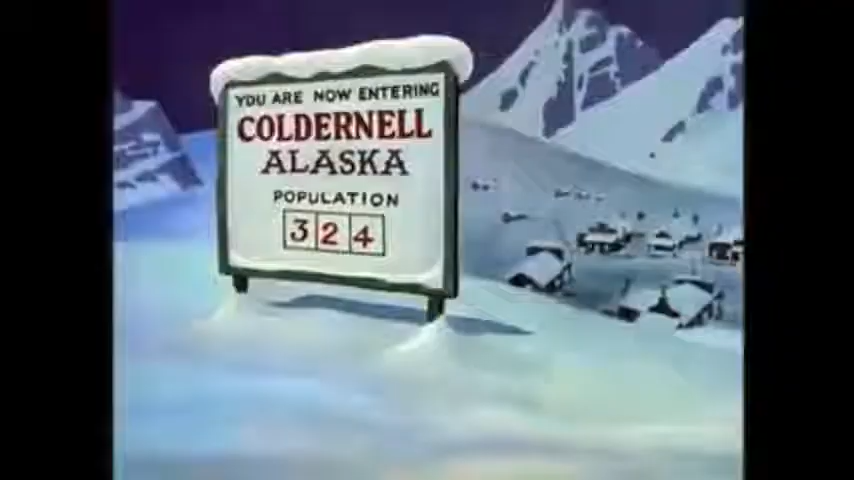 YOU ARE NOW ENTERING
COLDERNELL
ALASKA
POPULATION
324